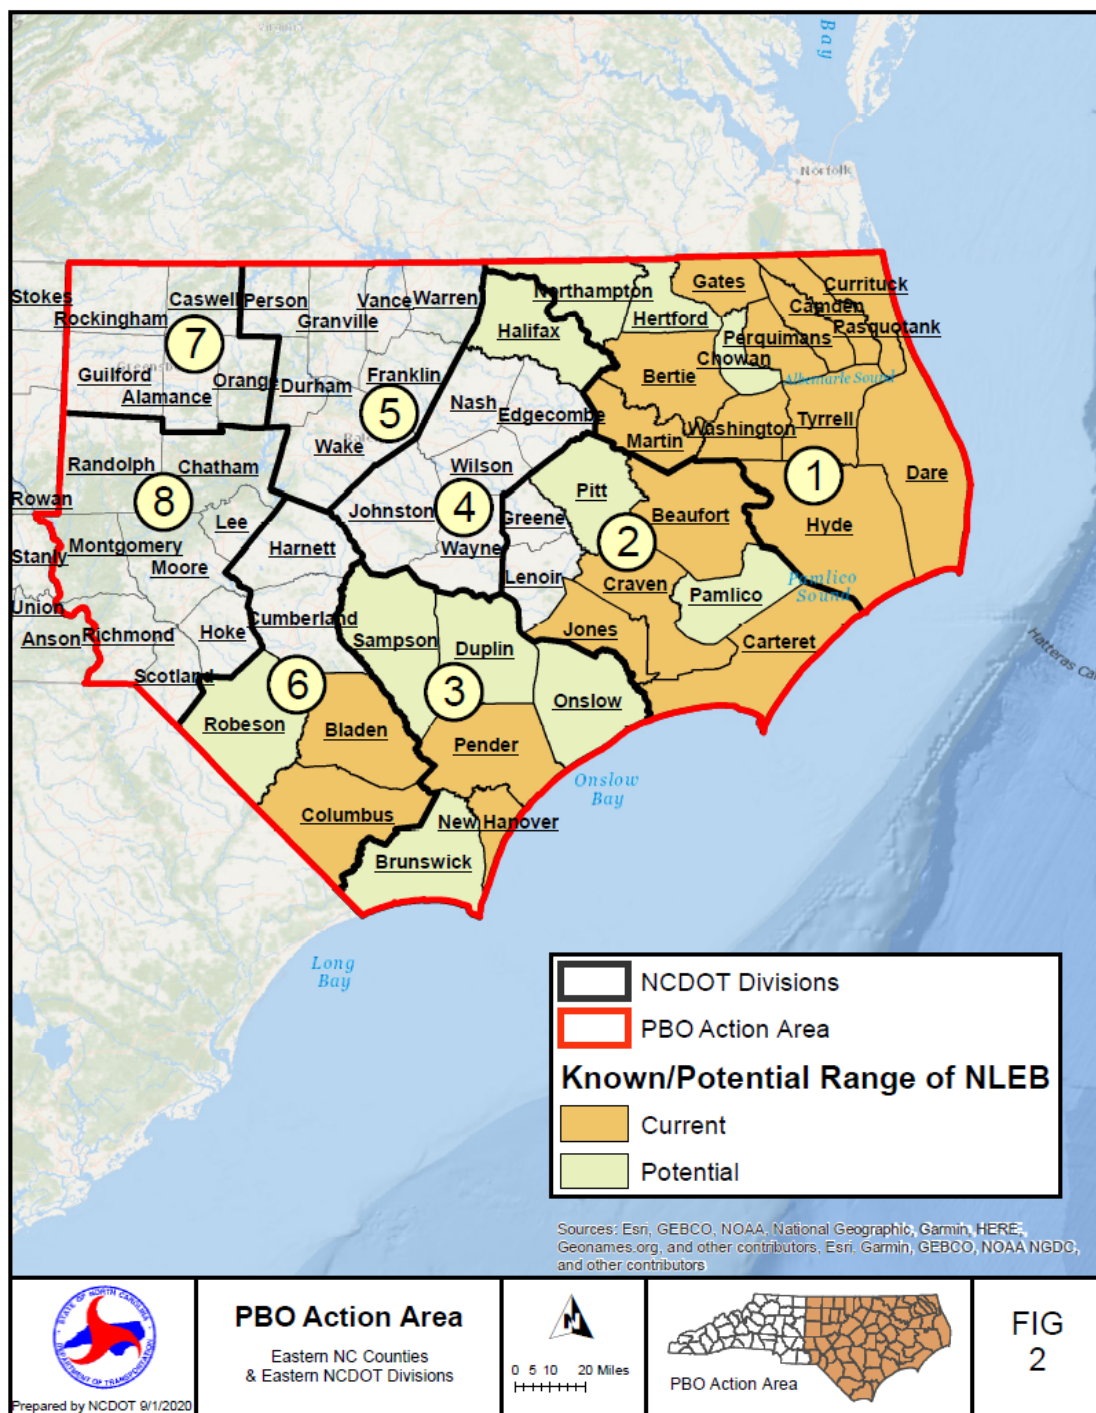 Bay
Norfolk
Stokes
Rockingham
Caswell
Person
Granville
Vance
Warren
Northampton
Hertford
Gates
Currituck
Camden
Pasquotank
Perquimans
Chowan
Halifax
7
Guilford
Alamance
Orange
Durham
Franklin
5
Nash
Edgecombe
Bertie
Albemarle Sound
Martin
Washington
Tyrrell
Dare
Wake
Randolph
Chatham
8
Rowan
Lee
Wilson
4
Johnston
Greene
Wayne
Pitt
2
Beaufort
1
Hyde
Stanly
Montgomery
Moore
Harnett
Lenoir
Craven
Pamlico
Pamlico
Sound
Union
Anson
Richmond
Hoke
Cumberland
Sampson
Duplin
Jones
Carteret
Scotland
6
3
Onslow
Robeson
Bladen
Pender
Onslow
Bay
Columbus
New Hanover
Brunswick
Long
Bay
NCDOT Divisions
PBO Action Area
Known/Potential Range of NLEB
Current
Potential
Sources: Esri, GEBCO, NOAA, National Geographic, Garmin, HERE,
Geonames.org, and other contributors, Esri, Garmin, GEBCO, NOAA NGDC,
and other contributors
STATE OF NORTH CAROLINA
DEPARTMENT OF TRANSPORTATION
Prepared by NCDOT 9/1/2020
PBO Action Area
Eastern NC Counties
& Eastern NCDOT Divisions
N
0 5 10 20 Miles
PBO Action Area
FIG
2